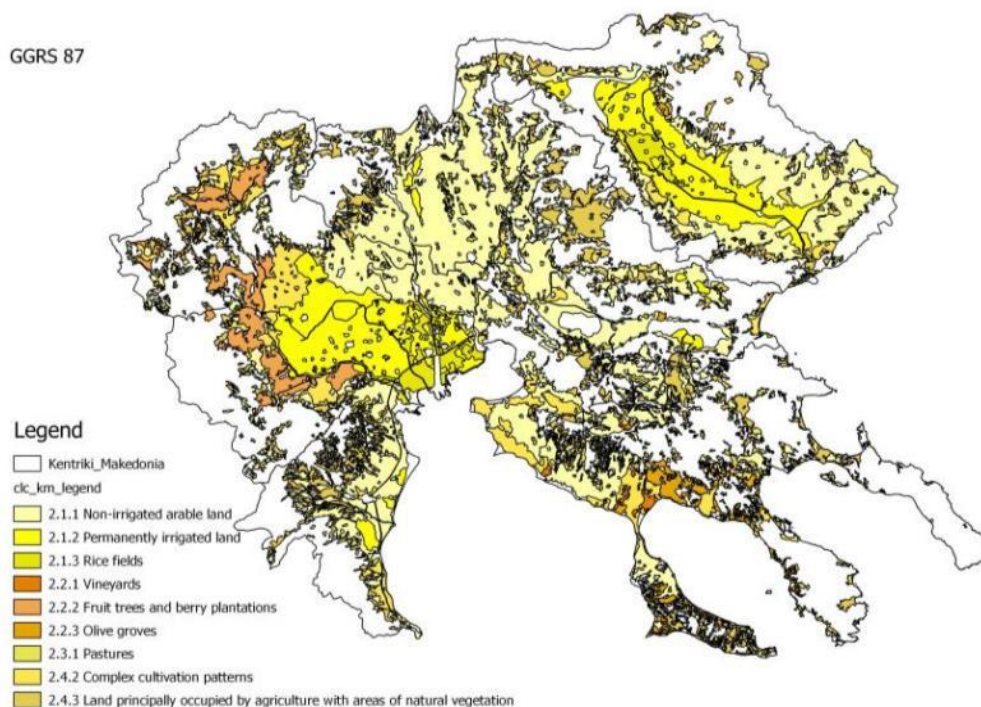 GGRS 87
Legend
Kentriki_Makedonia
clc_km_legend
2.1.1 Non-irrigated arable land
2.1.2 Permanently irrigated land
2.1.3 Rice fields
2.2.1 Vineyards
2.2.2 Fruit trees and berry plantations
2.2.3 Olive groves
2.3.1 Pastures
2.4.2 Complex cultivation patterns
2.4.3 Land principally occupied by agriculture with areas of natural vegetation